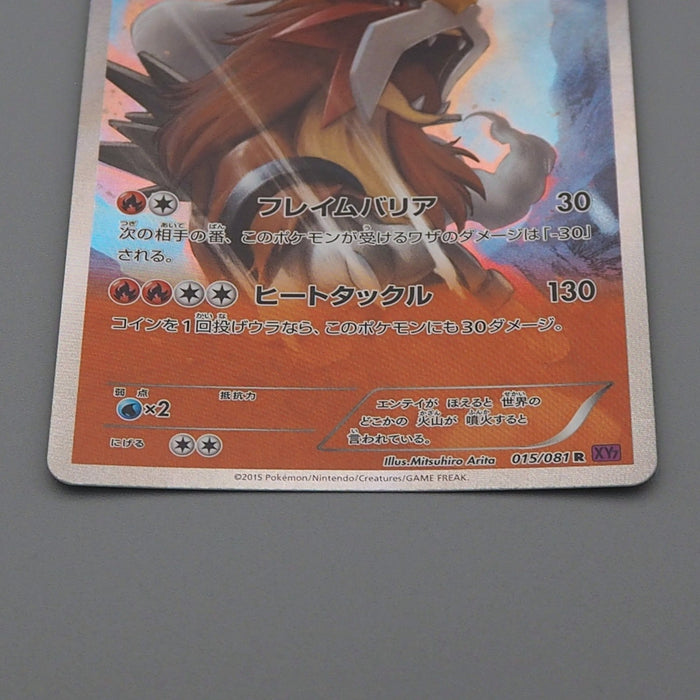 フレイムバリア 30
次の相手の番、このポケモンが受けるワザのダメージは「-30」
される。
ヒートタックル 130
コインを1回投げウラなら、このポケモンにも30ダメージ。
弱点 抵抗力
×2
にげる
エンテイが ほえると 世界の
どこかの 火山が 噴火すると
言われている。
Illus.Mitsuhiro Arita 015/081 R XY7
©2015 Pokémon/Nintendo/Creatures/GAME FREAK.